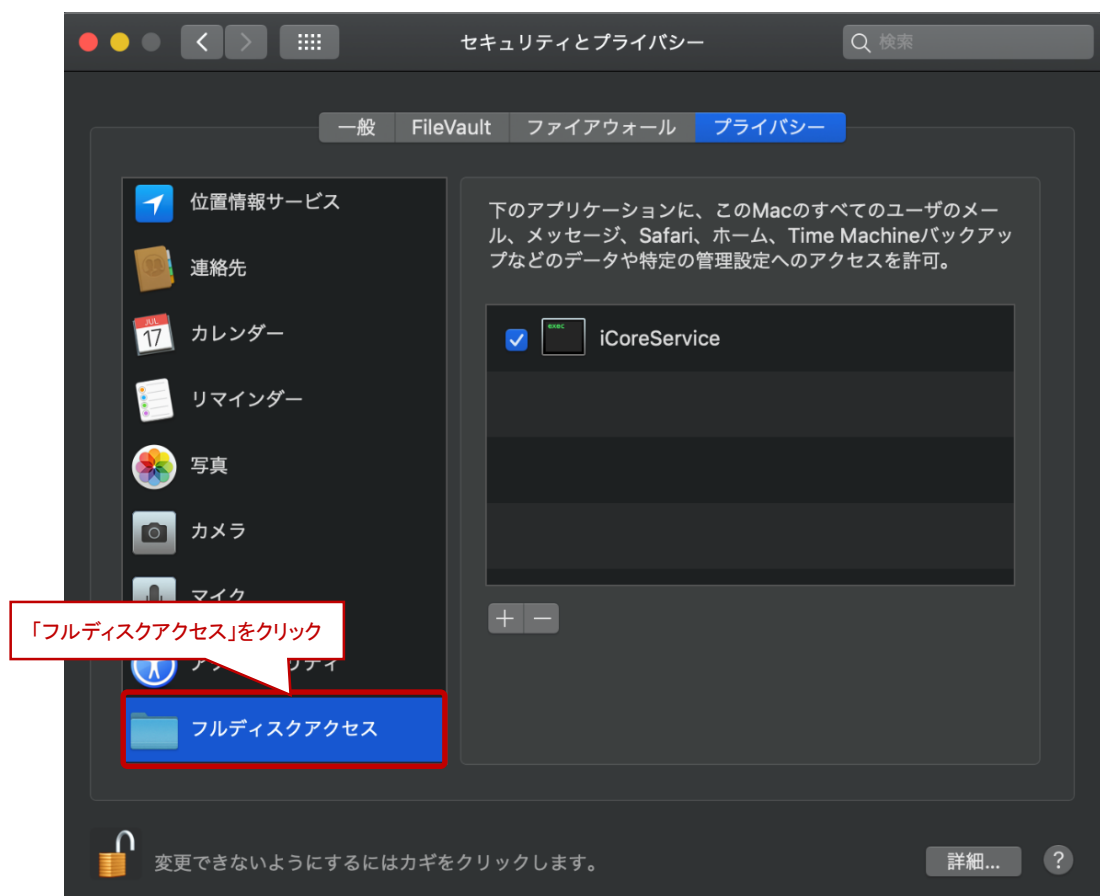 セキュリティとプライバシー
検索
一般
FileVault
ファイアウォール
プライバシー
位置情報サービス
連絡先
JUL
17
カレンダー
リマインダー
写真
カメラ
マイク
「フルディスクアクセス」をクリック
フルディスクアクセス
下のアプリケーションに、このMacのすべてのユーザのメー
ル、メッセージ、Safari、ホーム、Time Machineバックアッ
プなどのデータや特定の管理設定へのアクセスを許可。
exec
iCoreService
変更できないようにするにはカギをクリックします。
詳細...
?